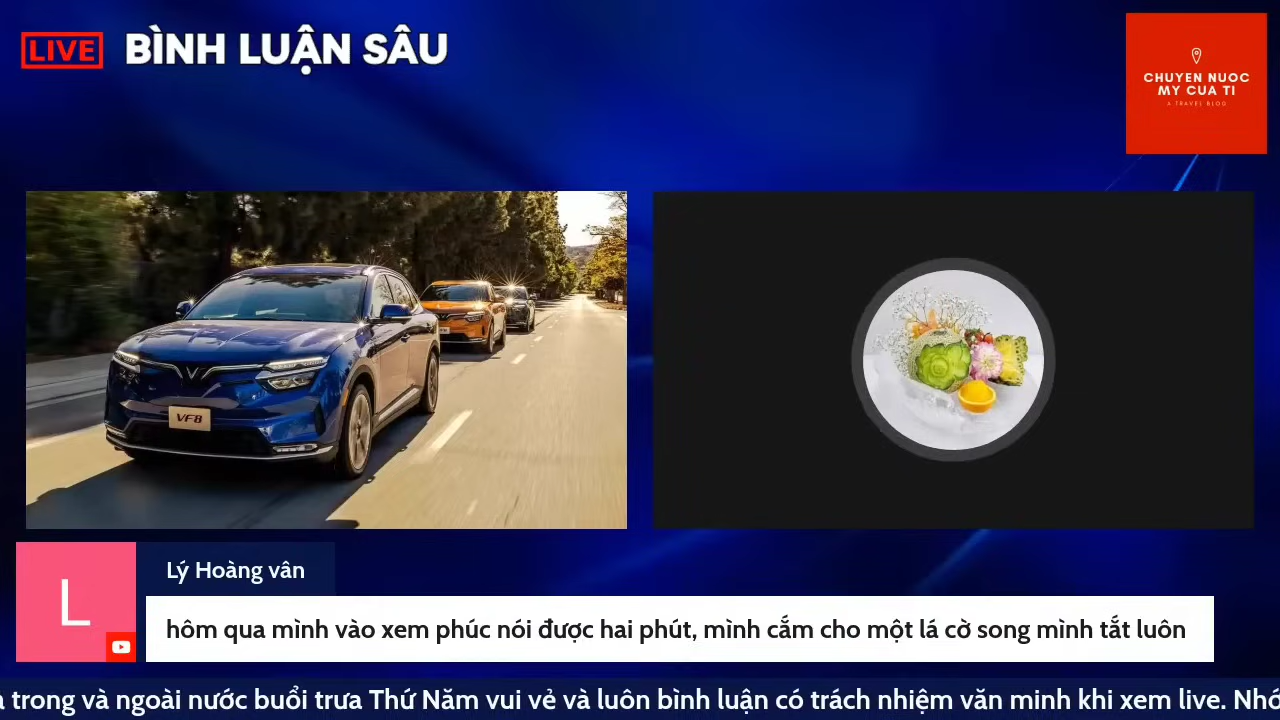 LIVE BÌNH LUẬN SÂU
CHUYEN NUOC
MY CUA TI
A TRAVEL BLOG
VF8
Lý Hoàng vân
L
hôm qua mình vào xem phúc nói được hai phút, mình cắm cho một lá cờ song mình tắt luôn
trong và ngoài nước buổi trưa Thứ Năm vui vẻ và luôn bình luận có trách nhiệm văn minh khi xem live.